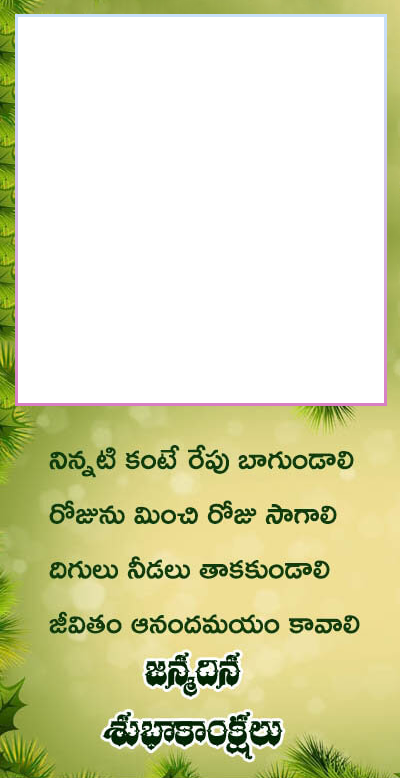 నిన్నటి కంటే రేపు బాగుండాలి
రోజును మించి రోజు సాగాలి
దిగులు నీడలు తాకకుండాలి
జీవితం ఆనందమయం కావాలి
జన్మదిన
శుభాకాంక్షలు